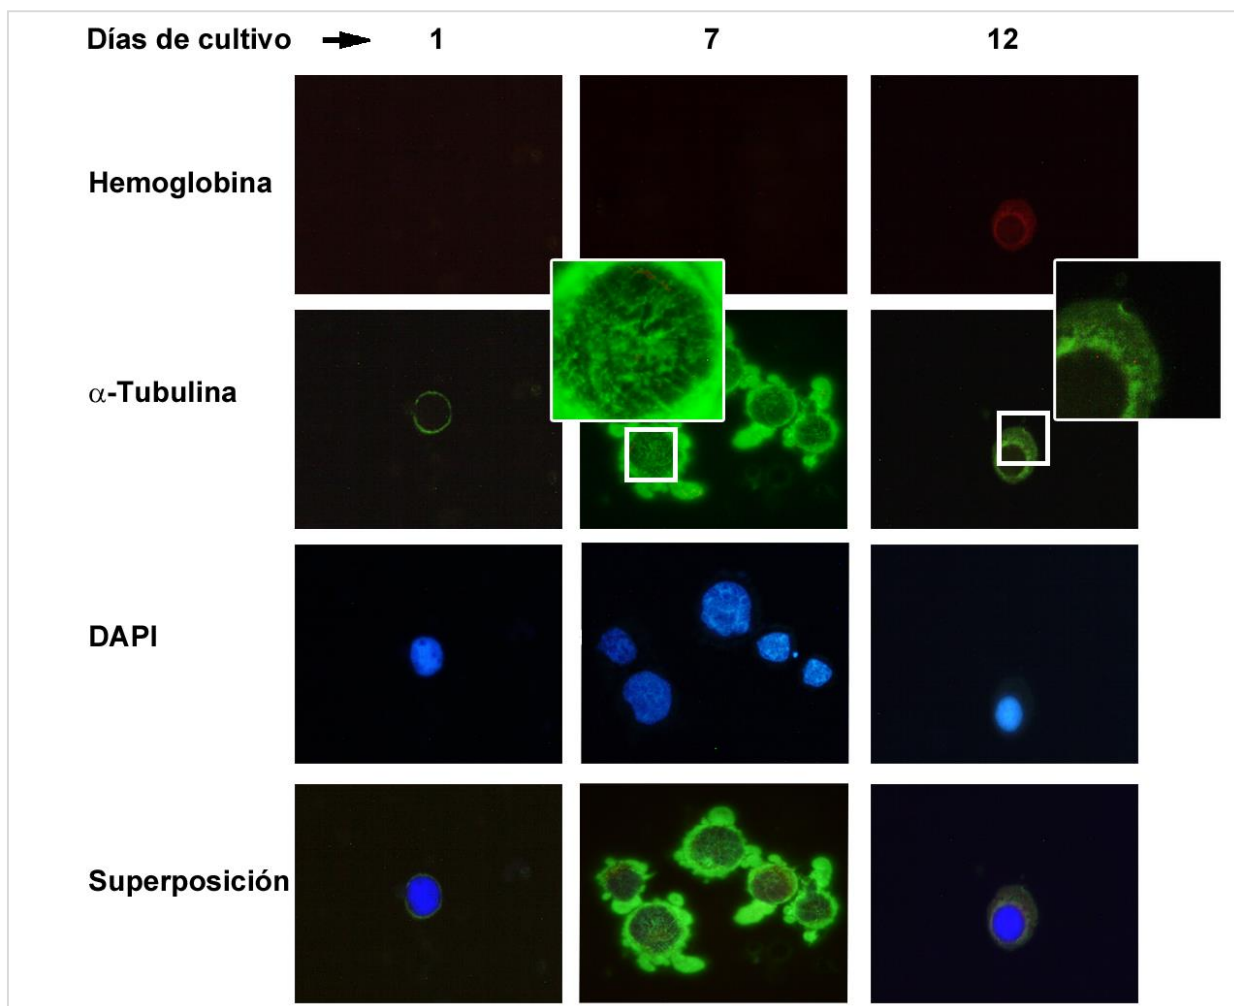 Días de cultivo 1 7 12
Hemoglobina
α-Tubulina
DAPI
Superposición